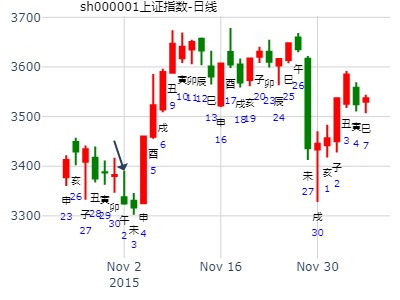 sh000001上证指数-日线
3700
3600
3500
3400
3300
申
23
亥
26
子
27
丑
28
寅
29
卯
30
午
2
未
3
申
4
酉
5
戌
6
丑
9
寅
10
卯
11
辰
12
巳
13
申
16
酉
17
戌
18
亥
19
子
20
卯
23
辰
24
巳
25
午
26
未
27
戌
30
亥
1
子
2
丑
3
寅
4
巳
7
Nov 2
2015
Nov 16
Nov 30